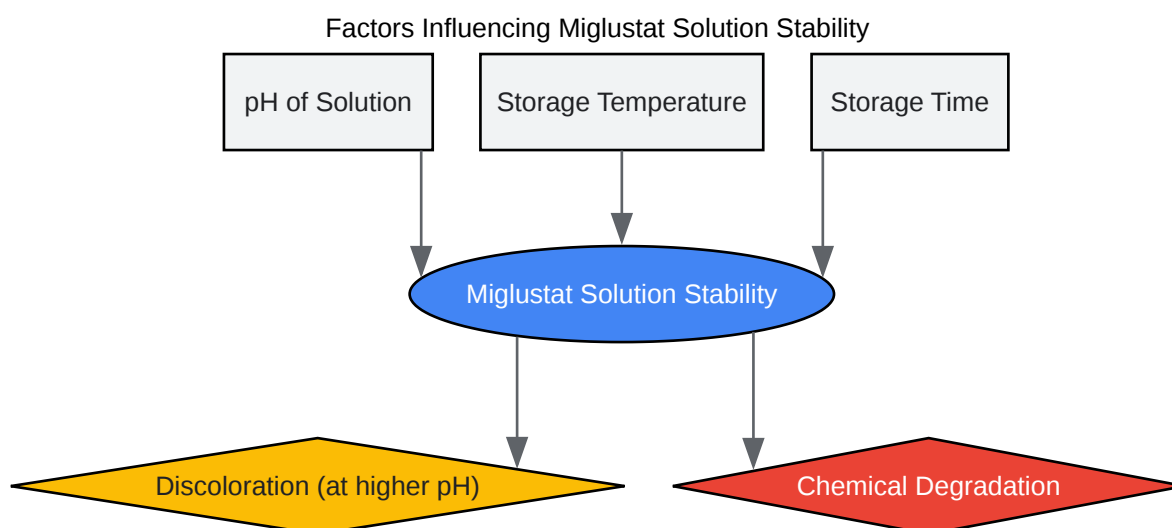 Factors Influencing Miglustat Solution Stability
pH of Solution
Storage Temperature
Storage Time
Miglustat Solution Stability
Discoloration (at higher pH)
Chemical Degradation